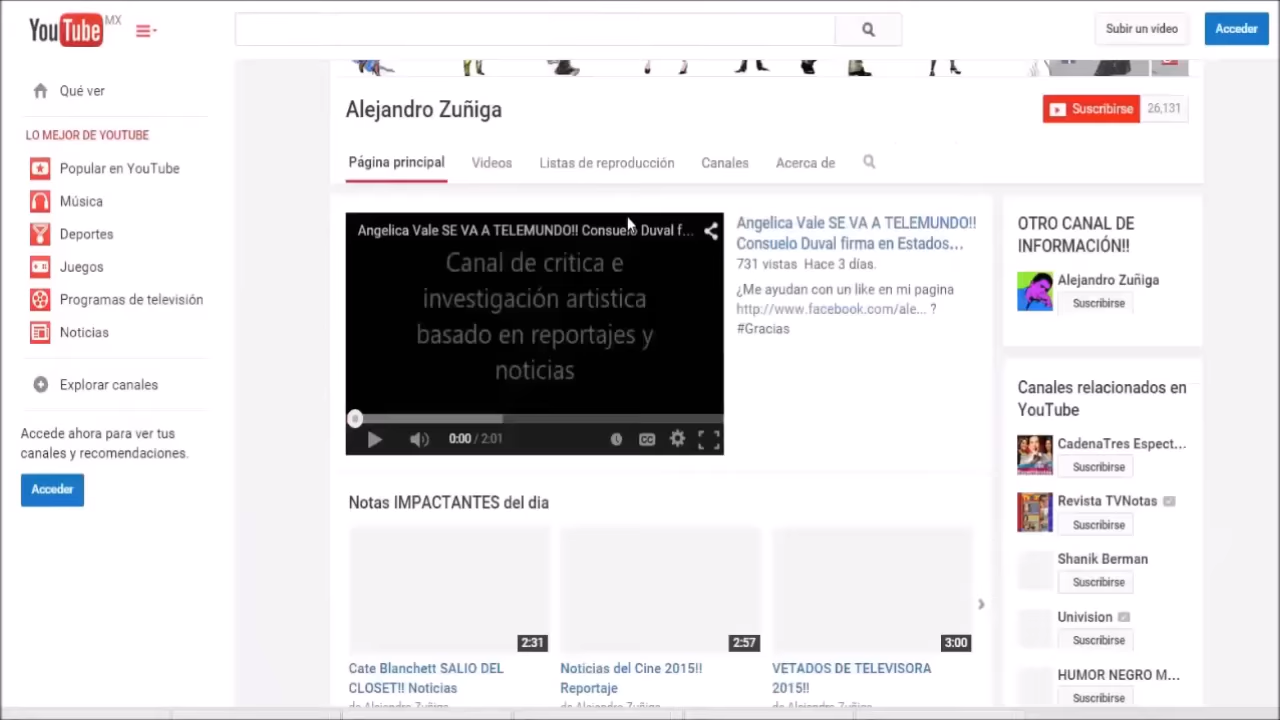 YouTube MX
Subir un vídeo
Acceder
Qué ver
LO MEJOR DE YOUTUBE
Popular en YouTube
Música
Deportes
Juegos
Programas de televisión
Noticias
Explorar canales
Accede ahora para ver tus
canales y recomendaciones.
Acceder
Alejandro Zuñiga
Suscribirse
26,131
Página principal
Videos
Listas de reproducción
Canales
Acerca de
Angelica Vale SE VA A TELEMUNDO!! Consuelo Duval f...
Canal de critica e
investigación artistica
basado en reportajes y
noticias
0:00 / 2:01
CC
Angelica Vale SE VA A TELEMUNDO!!
Consuelo Duval firma en Estados...
731 vistas Hace 3 días.
¿Me ayudan con un like en mi pagina
http://www.facebook.com/ale... ?
#Gracias
Notas IMPACTANTES del dia
2:31
2:57
3:00
Cate Blanchett SALIO DEL
CLOSET!! Noticias
de Alejandro Zuñiga
Noticias del Cine 2015!!
Reportaje
de Alejandro Zuñiga
VETADOS DE TELEVISORA
2015!!
de Alejandro Zuñiga
OTRO CANAL DE
INFORMACIÓN!!
Alejandro Zuñiga
Suscribirse
Canales relacionados en
YouTube
CadenaTres Espect...
Suscribirse
Revista TVNotas
Suscribirse
Shanik Berman
Suscribirse
Univision
Suscribirse
HUMOR NEGRO M...
Suscribirse